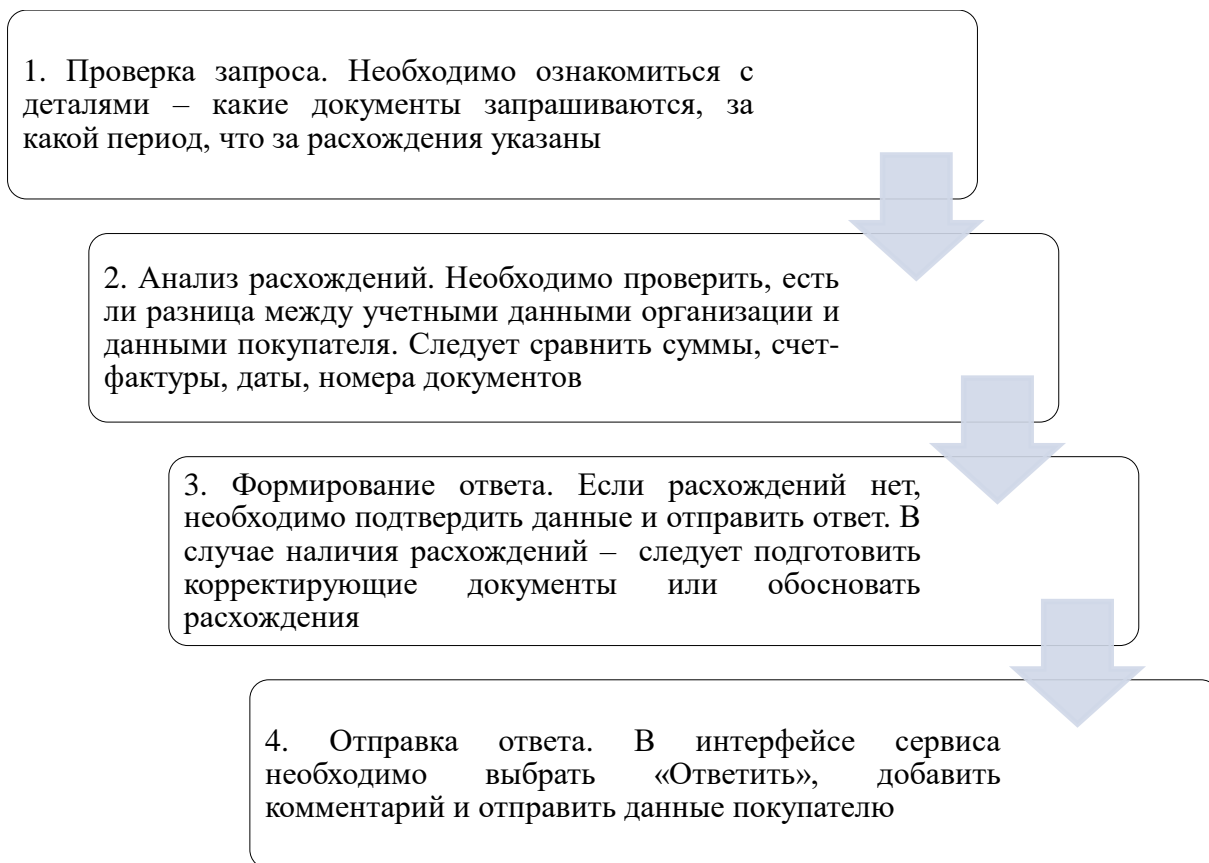 1. Проверка запроса. Необходимо ознакомиться с
деталями – какие документы запрашиваются, за
какой период, что за расхождения указаны
2. Анализ расхождений. Необходимо проверить, есть
ли разница между учетными данными организации и
данными покупателя. Следует сравнить суммы, счет-
фактуры, даты, номера документов
3. Формирование ответа. Если расхождений нет,
необходимо подтвердить данные и отправить ответ. В
случае наличия расхождений – следует подготовить
корректирующие документы или обосновать
расхождения
4. Отправка ответа. В интерфейсе сервиса
необходимо выбрать «Ответить», добавить
комментарий и отправить данные покупателю